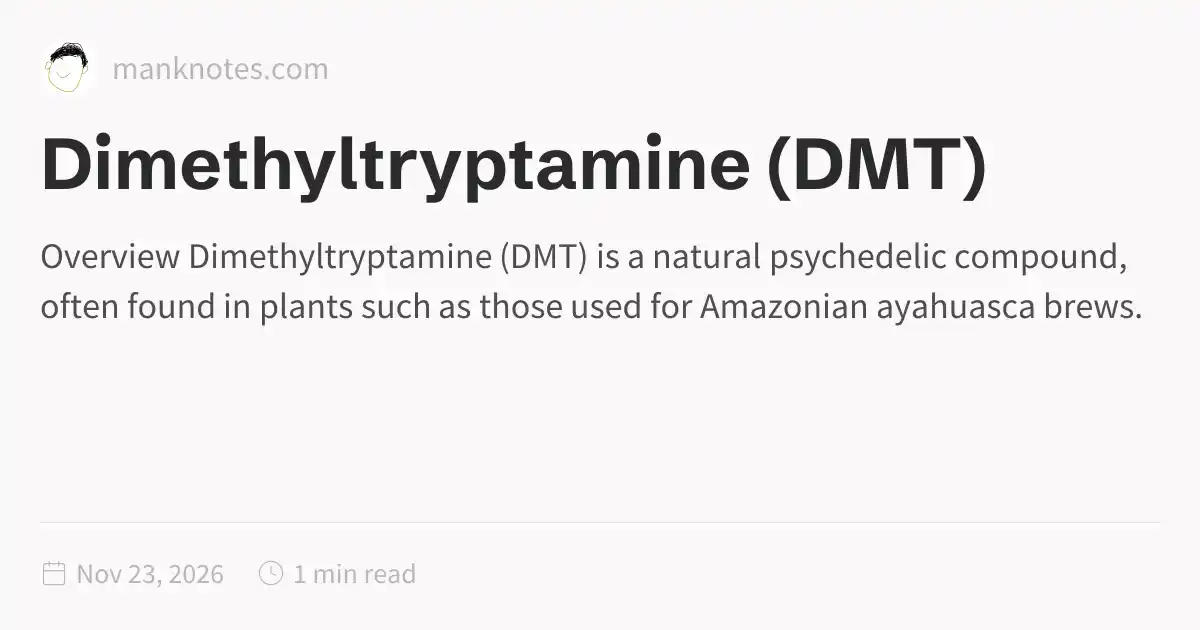 manknotes.com
Dimethyltryptamine (DMT)
Overview Dimethyltryptamine (DMT) is a natural psychedelic compound,
often found in plants such as those used for Amazonian ayahuasca brews.
Nov 23, 2026 1 min read